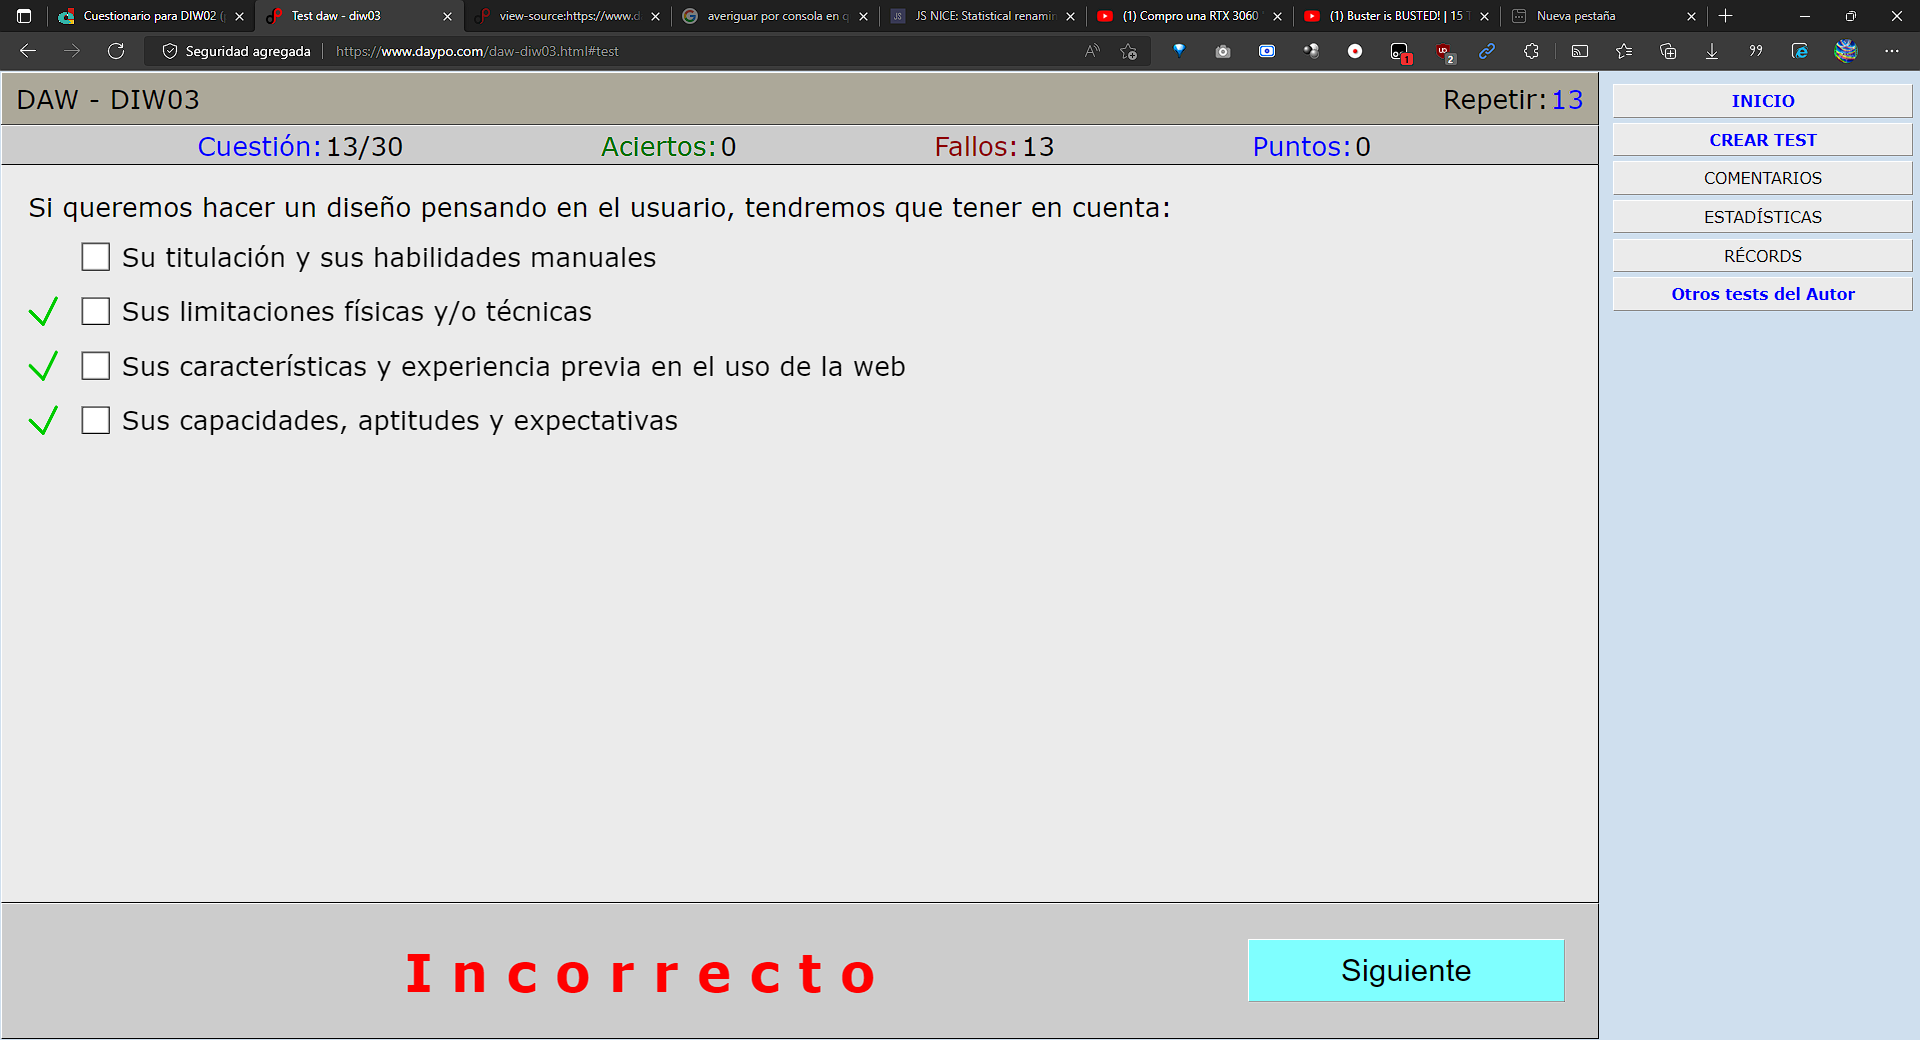 Cuestionario para DIW02 (
Test daw - diw03
view-source:https://www.d
averiguar por consola en q
JS NICE: Statistical renamin
(1) Compro una RTX 3060
(1) Buster is BUSTED! | 15
Nueva pestaña
Seguridad agregada
https://www.daypo.com/daw-diw03.html#test
1
2
DAW - DIW03
Repetir: 13
Cuestión: 13/30
Aciertos: 0
Fallos: 13
Puntos: 0
Si queremos hacer un diseño pensando en el usuario, tendremos que tener en cuenta:
Su titulación y sus habilidades manuales
Sus limitaciones físicas y/o técnicas
Sus características y experiencia previa en el uso de la web
Sus capacidades, aptitudes y expectativas
Incorrecto
Siguiente
INICIO
CREAR TEST
COMENTARIOS
ESTADÍSTICAS
RÉCORDS
Otros tests del Autor